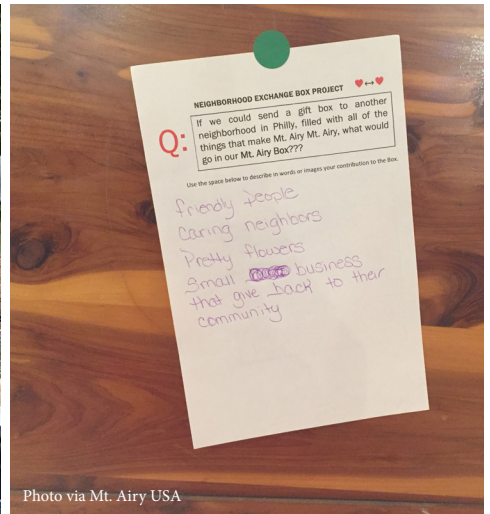 NEIGHBORHOOD EXCHANGE BOX PROJECT
Q:
If we could send a gift box to another
neighborhood in Philly, filled with all of the
things that make Mt. Airy Mt. Airy, what would
go in our Mt. Airy Box???
Use the space below to describe in words or images your contribution to the Box.
friendly people
Caring neighbors
Pretty flowers
Small business
that give back to their
community
Photo via Mt. Airy USA